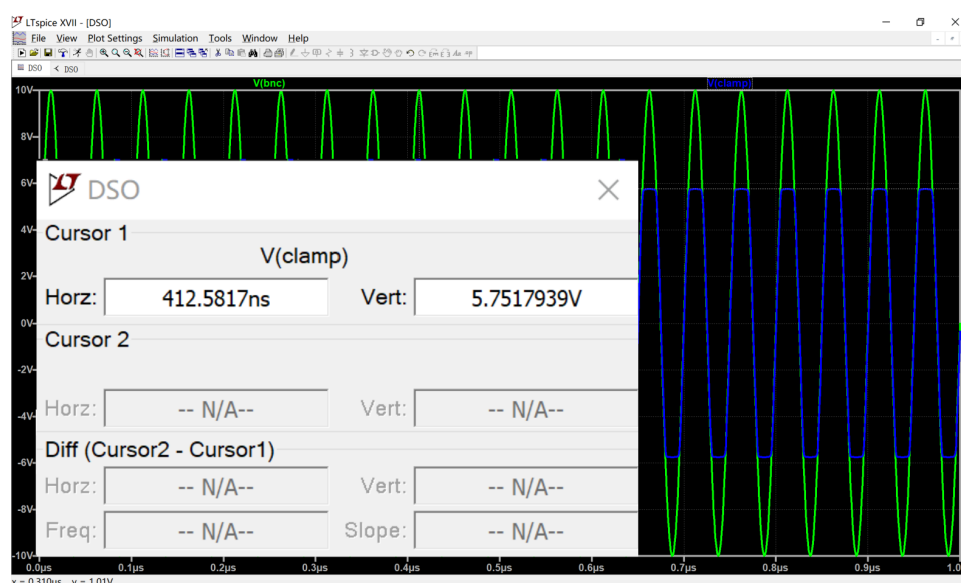 LTspice XVII - [DSO]
File View Plot Settings Simulation Tools Window Help
DSO DSO
V(bnc) V(clamp)
10V
8V
6V
4V
2V
0V
-2V
-4V
-6V
-8V
-10V
DSO
Cursor 1
V(clamp)
Horz: 412.5817ns Vert: 5.7517939V
Cursor 2
Horz: -- N/A-- Vert: -- N/A--
Diff (Cursor2 - Cursor1)
Horz: -- N/A-- Vert: -- N/A--
Freq: -- N/A-- Slope: -- N/A--
0.0µs 0.1µs 0.2µs 0.3µs 0.4µs 0.5µs 0.6µs 0.7µs 0.8µs 0.9µs 1.0
x = 0.310µs y = 1.01V